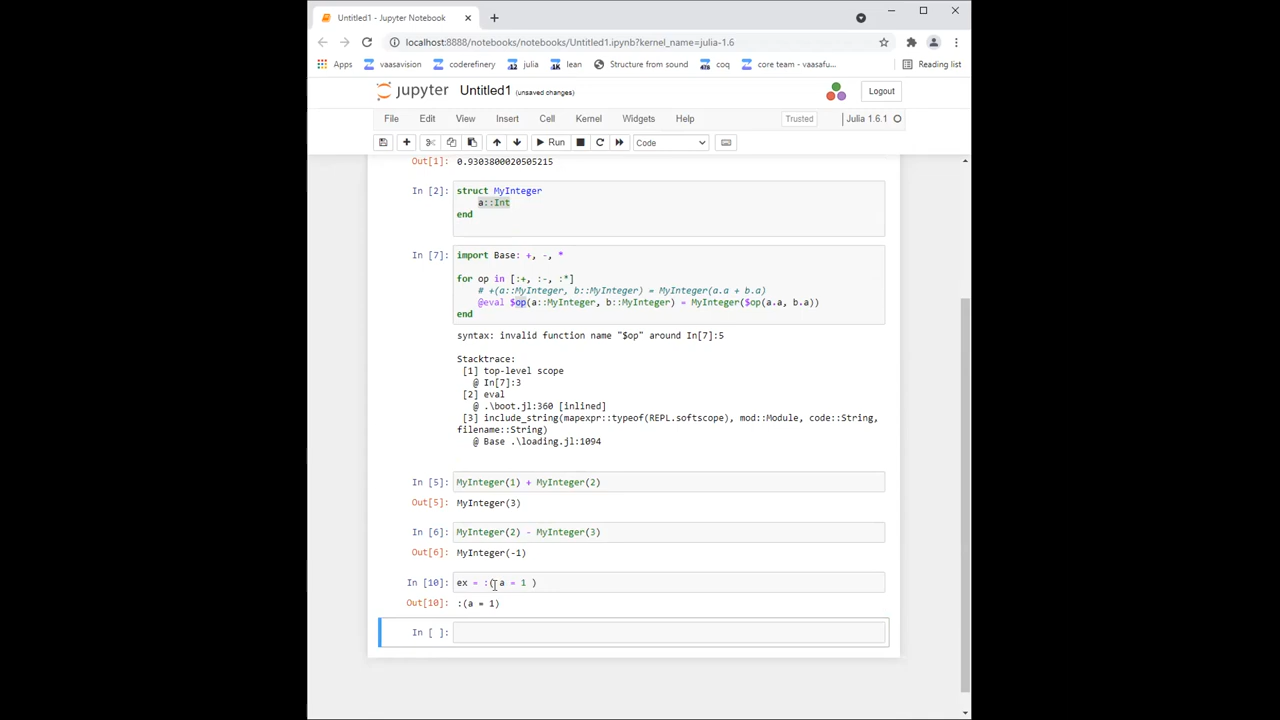 Untitled1 - Jupyter Notebook
localhost:8888/notebooks/notebooks/Untitled1.ipynb?kernel_name=julia-1.6
Apps vaasavision coderefinery julia lean Structure from sound coq core team - vaasafu... Reading list
jupyter Untitled1 (unsaved changes) Logout
File Edit View Insert Cell Kernel Widgets Help Trusted Julia 1.6.1
Run Code
Out[1]: 0.9303800020505215
In [2]: struct MyInteger
a::Int
end
In [7]: import Base: +, -, *
for op in [:+, :-, :*]
# +(a::MyInteger, b::MyInteger) = MyInteger(a.a + b.a)
@eval $op(a::MyInteger, b::MyInteger) = MyInteger($op(a.a, b.a))
end
syntax: invalid function name "$op" around In[7]:5
Stacktrace:
[1] top-level scope
@ In[7]:3
[2] eval
@ .\boot.jl:360 [inlined]
[3] include_string(mapexpr::typeof(REPL.softscope), mod::Module, code::String,
filename::String)
@ Base .\loading.jl:1094
In [5]: MyInteger(1) + MyInteger(2)
Out[5]: MyInteger(3)
In [6]: MyInteger(2) - MyInteger(3)
Out[6]: MyInteger(-1)
In [10]: ex = :( a = 1 )
Out[10]: :(a = 1)
In [ ]: